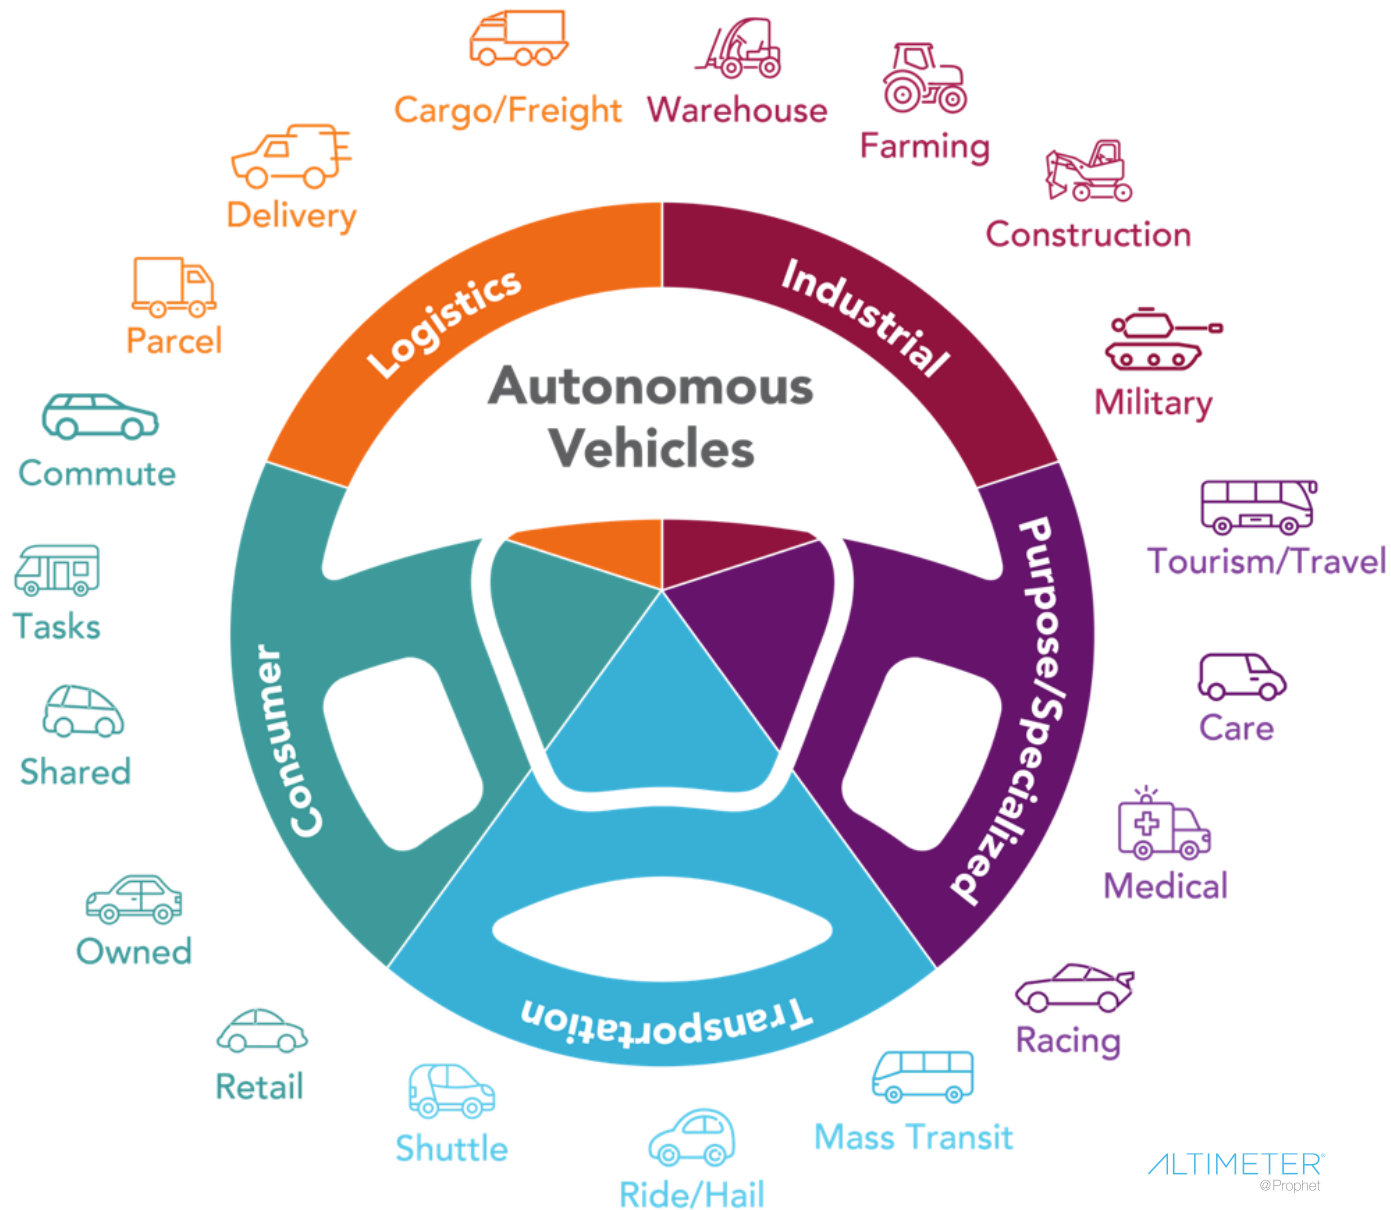 Cargo/Freight
Warehouse
Farming
Construction
Military
Tourism/Travel
Care
Medical
Racing
Mass Transit
Ride/Hail
Shuttle
Retail
Owned
Shared
Tasks
Commute
Parcel
Delivery
Logistics
Industrial
Purpose/Specialized
Transportation
Consumer
Autonomous
Vehicles
ALTIMETER®
@Prophet